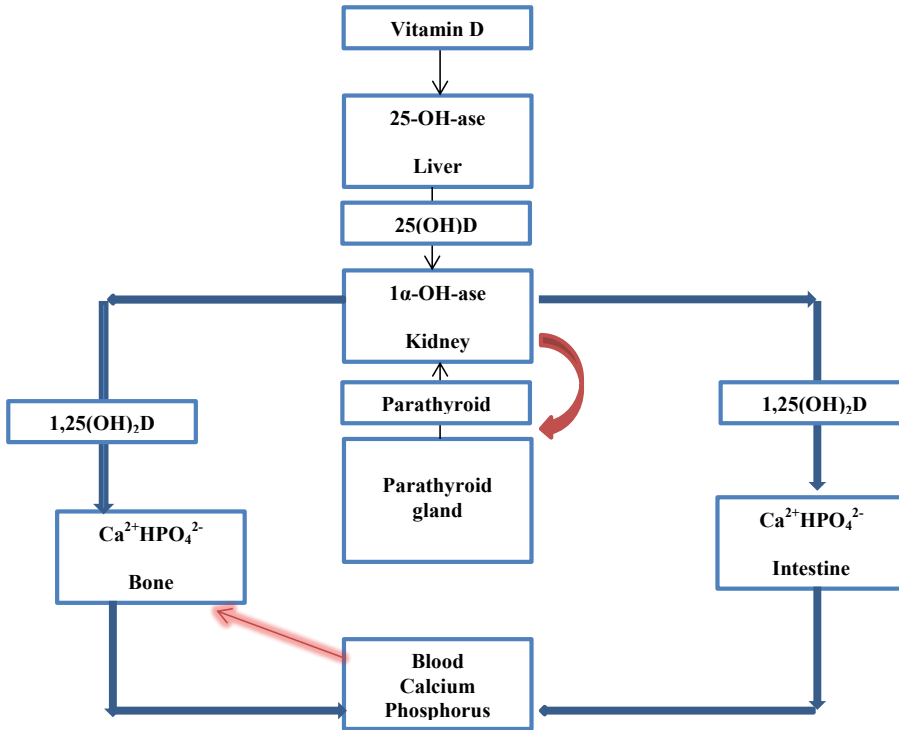 Vitamin D
25-OH-ase
Liver
25(OH)D
1α-OH-ase
Kidney
Parathyroid
1,25(OH)₂D
1,25(OH)₂D
Parathyroid
gland
Ca²⁺HPO₄²⁻
Bone
Ca²⁺HPO₄²⁻
Intestine
Blood
Calcium
Phosphorus